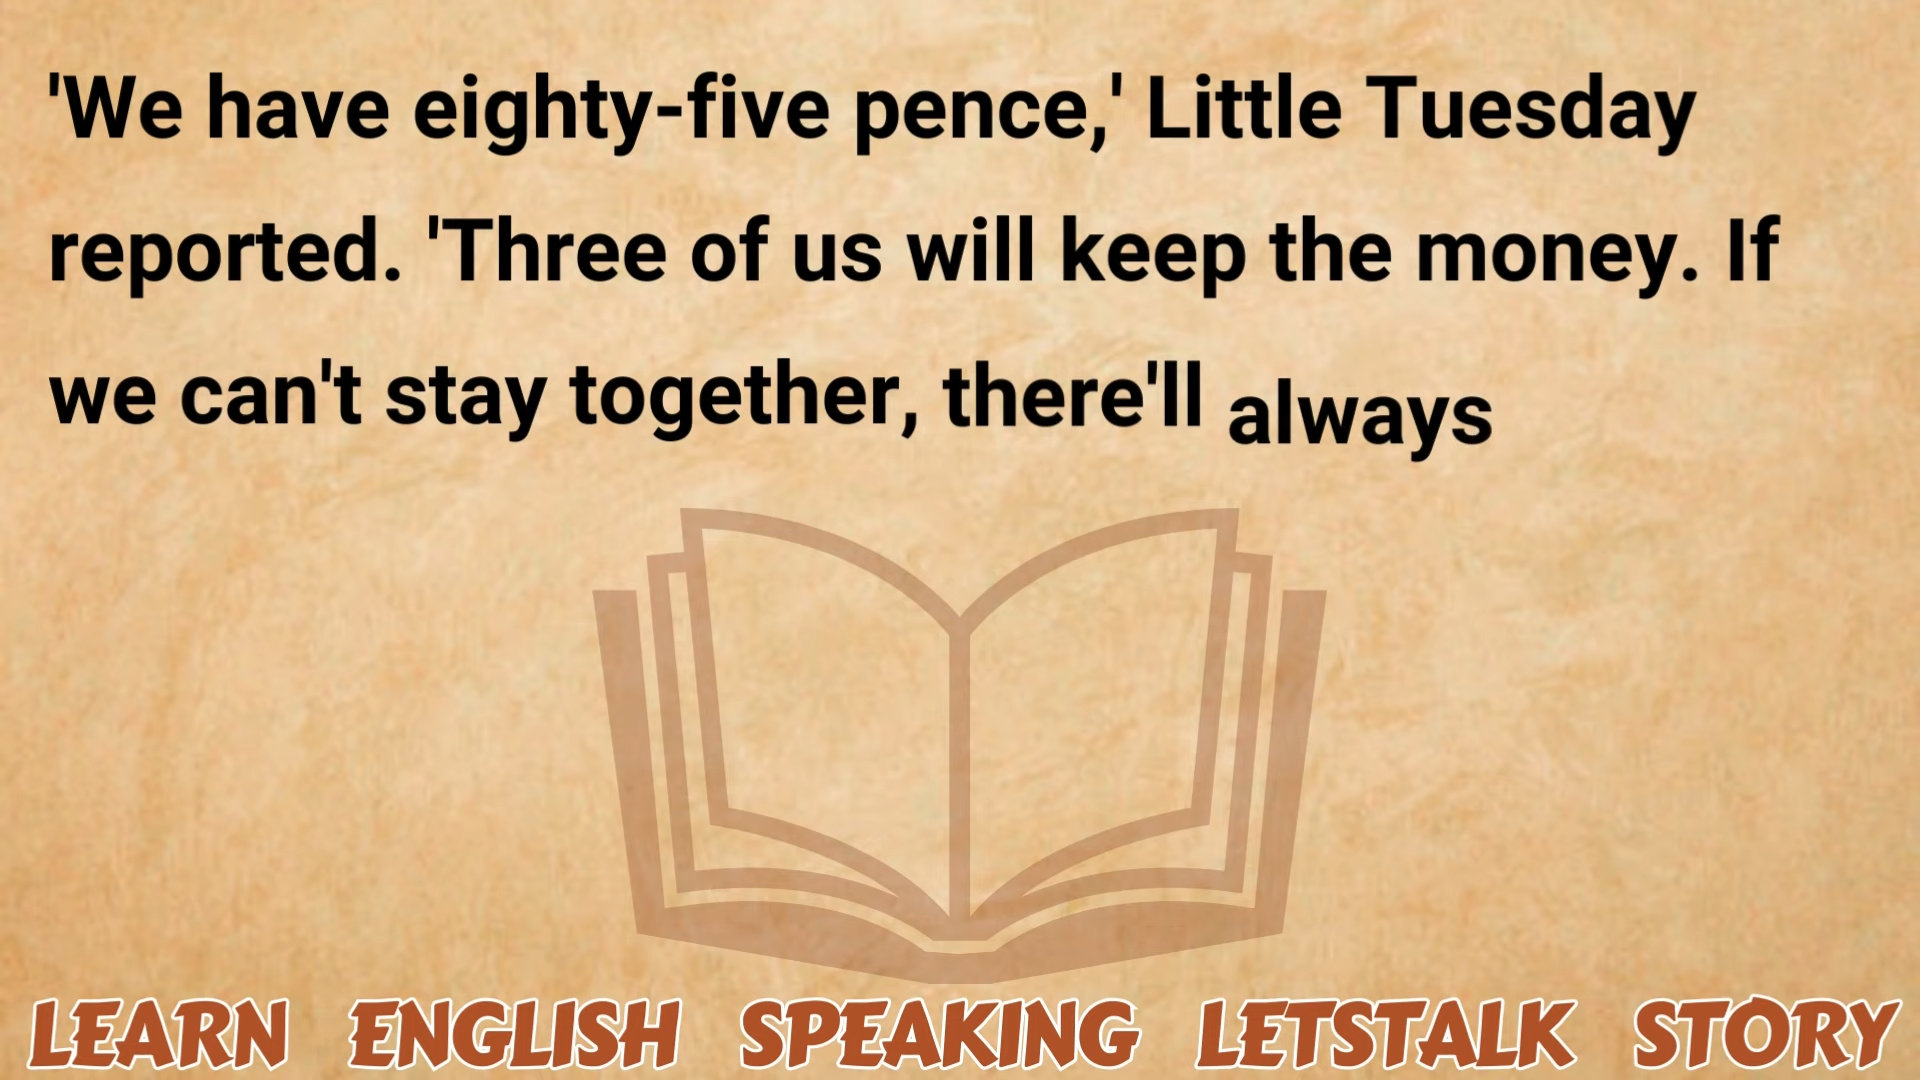 'We have eighty-five pence,' Little Tuesday
reported. 'Three of us will keep the money. If
we can't stay together, there'll always
LEARN ENGLISH SPEAKING LETSTALK STORY